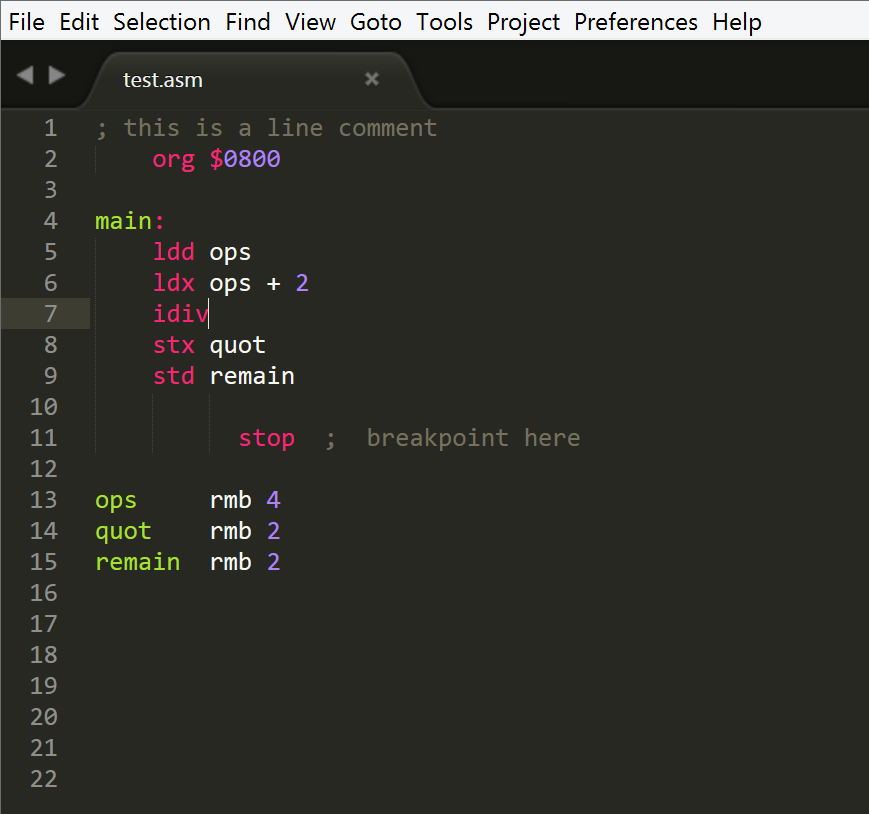 File Edit Selection Find View Goto Tools Project Preferences Help
test.asm
1 ; this is a line comment
2 org $0800
3
4 main:
5 ldd ops
6 ldx ops + 2
7 idiv
8 stx quot
9 std remain
10
11 stop ; breakpoint here
12
13 ops rmb 4
14 quot rmb 2
15 remain rmb 2
16
17
18
19
20
21
22